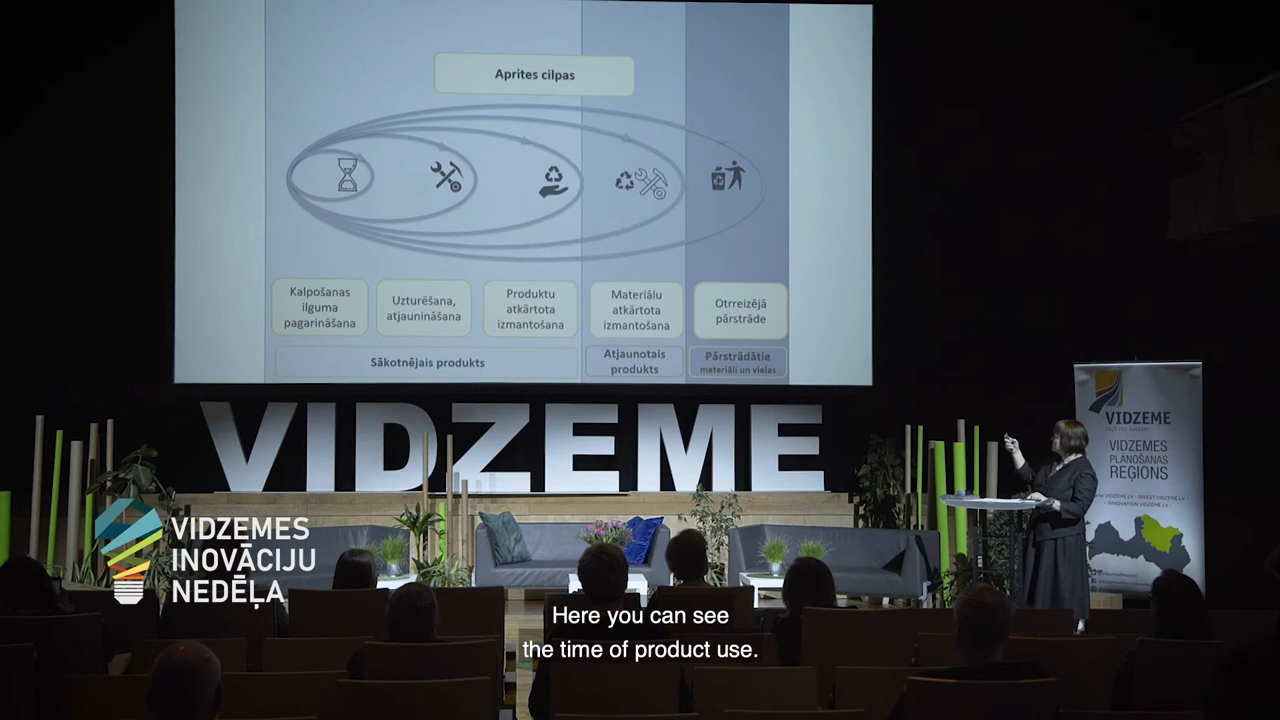 Aprites cilpas
Kalpošanas
ilguma
pagarināšana
Uzturēšana,
atjaunināšana
Produktu
atkārtota
izmantošana
Materiālu
atkārtota
izmantošana
Otrreizējā
pārstrāde
Sākotnējais produkts
Atjaunotais
produkts
Pārstrādātie
materiāli un vielas
VIDZEME
VIDZEME
VIDZEMES
PLĀNOŠANAS
REĢIONS
VIDZEMES
INOVĀCIJU
NEDĒĻA
Here you can see
the time of product use.